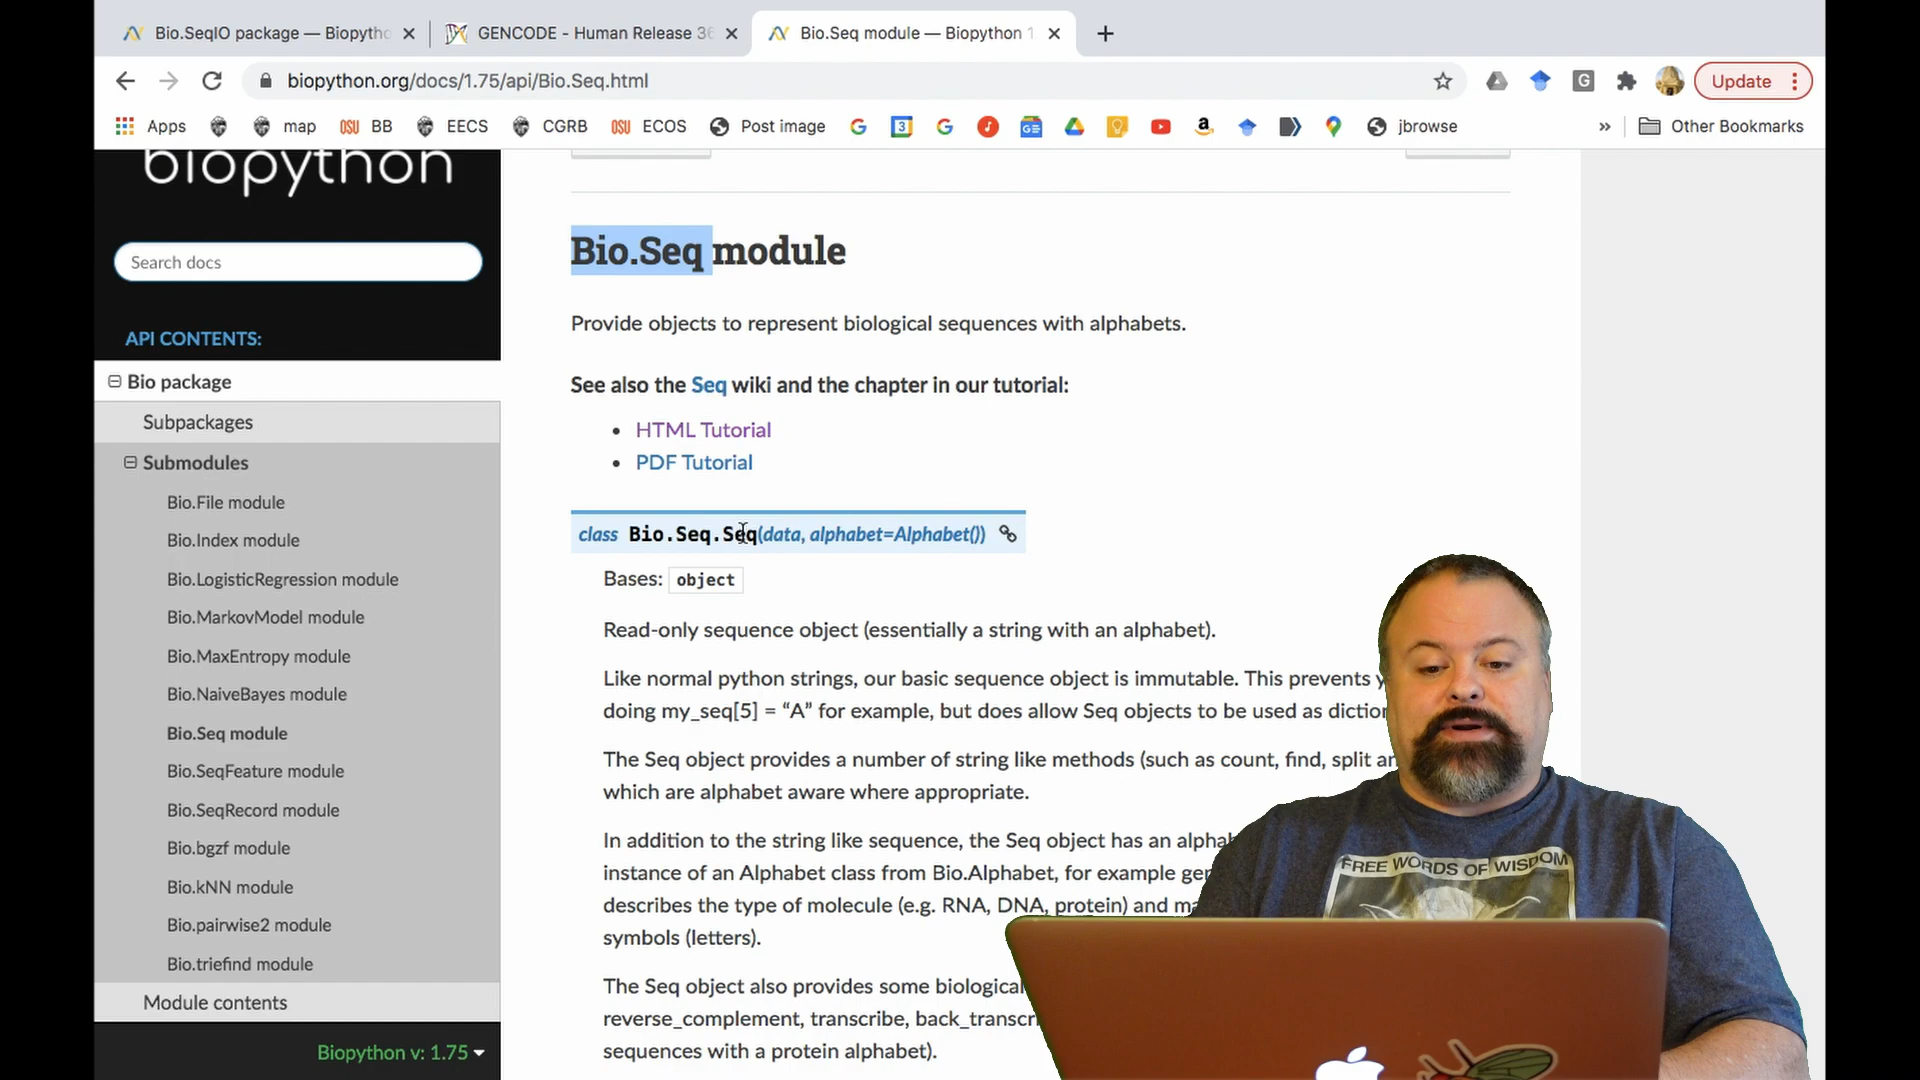 Bio.SeqIO package — Biopytho
GENCODE - Human Release 36
Bio.Seq module — Biopython 1
biopython.org/docs/1.75/api/Bio.Seq.html
Update
Apps
map
OSU BB
EECS
CGRB
OSU ECOS
Post image
jbrowse
» Other Bookmarks
biopython
Search docs
API CONTENTS:
Bio package
Subpackages
Submodules
Bio.File module
Bio.Index module
Bio.LogisticRegression module
Bio.MarkovModel module
Bio.MaxEntropy module
Bio.NaiveBayes module
Bio.Seq module
Bio.SeqFeature module
Bio.SeqRecord module
Bio.bgzf module
Bio.kNN module
Bio.pairwise2 module
Bio.triefind module
Module contents
Biopython v: 1.75
Bio.Seq module
Provide objects to represent biological sequences with alphabets.
See also the Seq wiki and the chapter in our tutorial:
• HTML Tutorial
• PDF Tutorial
class Bio.Seq.Seq(data, alphabet=Alphabet())
Bases: object
Read-only sequence object (essentially a string with an alphabet).
Like normal python strings, our basic sequence object is immutable. This prevents y
doing my_seq[5] = “A” for example, but does allow Seq objects to be used as diction
The Seq object provides a number of string like methods (such as count, find, split an
which are alphabet aware where appropriate.
In addition to the string like sequence, the Seq object has an alphab
instance of an Alphabet class from Bio.Alphabet, for example gen
describes the type of molecule (e.g. RNA, DNA, protein) and ma
symbols (letters).
The Seq object also provides some biological
reverse_complement, transcribe, back_transcri
sequences with a protein alphabet).
FREE WORDS OF WISDOM